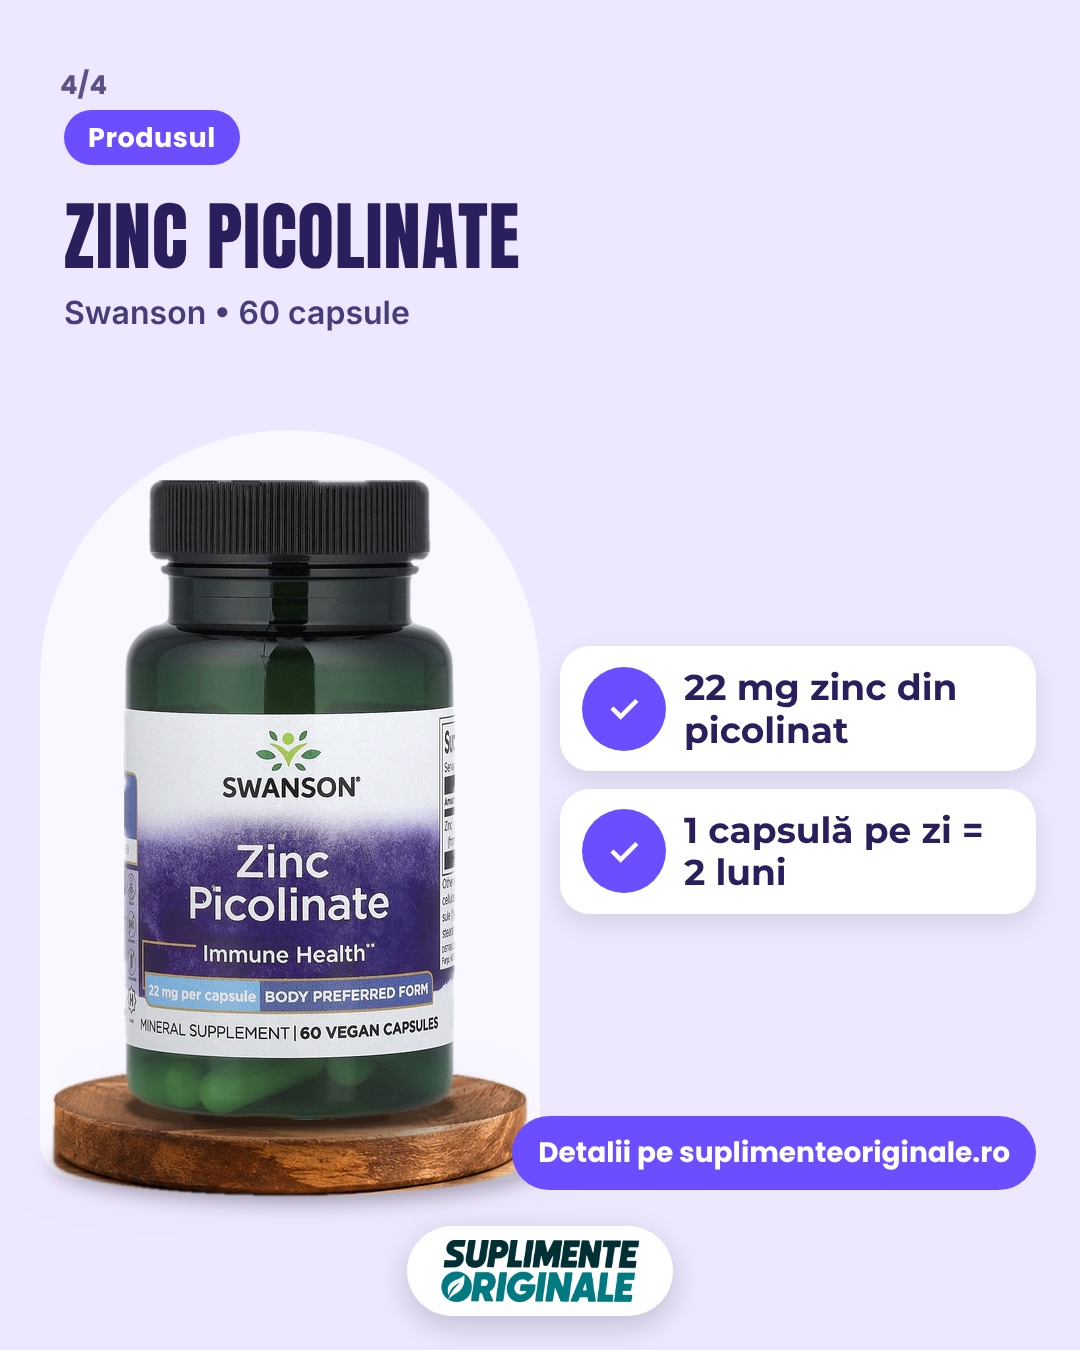 4/4
Produsul
ZINC PICOLINATE
Swanson • 60 capsule
SWANSON®
Zinc
Picolinate
Immune Health**
22 mg per capsule BODY PREFERRED FORM
MINERAL SUPPLEMENT | 60 VEGAN CAPSULES
22 mg zinc din
picolinat
1 capsulă pe zi =
2 luni
Detalii pe suplimenteoriginale.ro
SUPLIMENTE
ORIGINALE